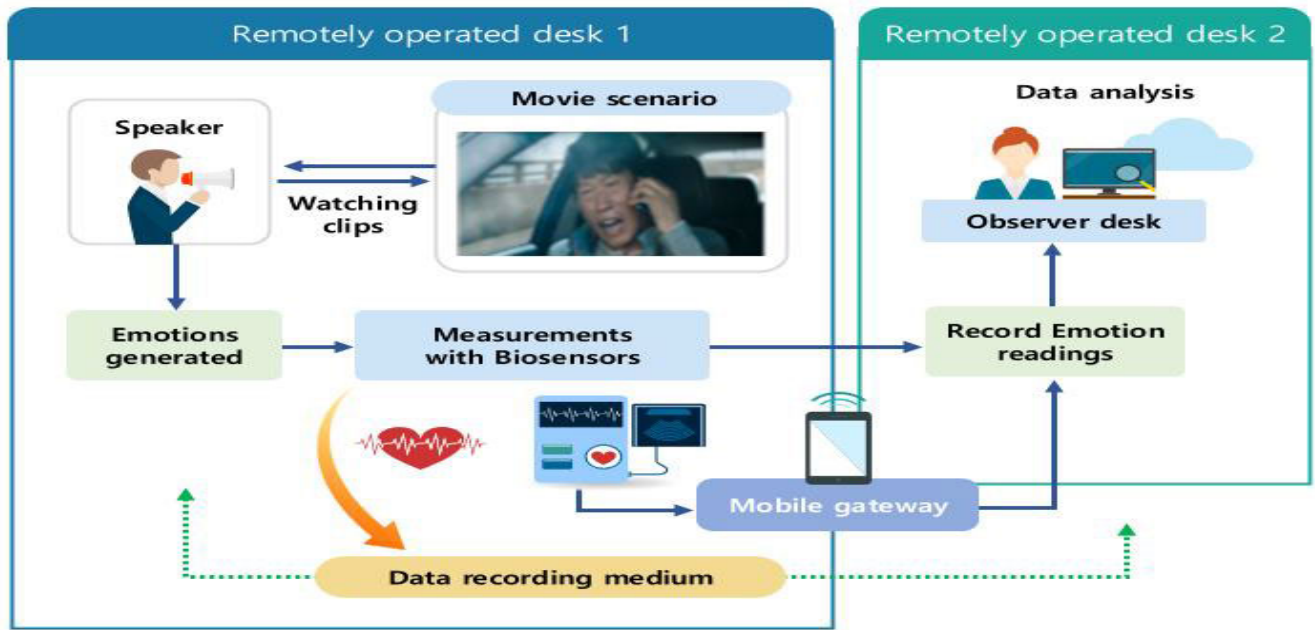 Remotely operated desk 1
Remotely operated desk 2
Movie scenario
Data analysis
Speaker
Watching
clips
Observer desk
Emotions
generated
Measurements
with Biosensors
Record Emotion
readings
Mobile gateway
Data recording medium